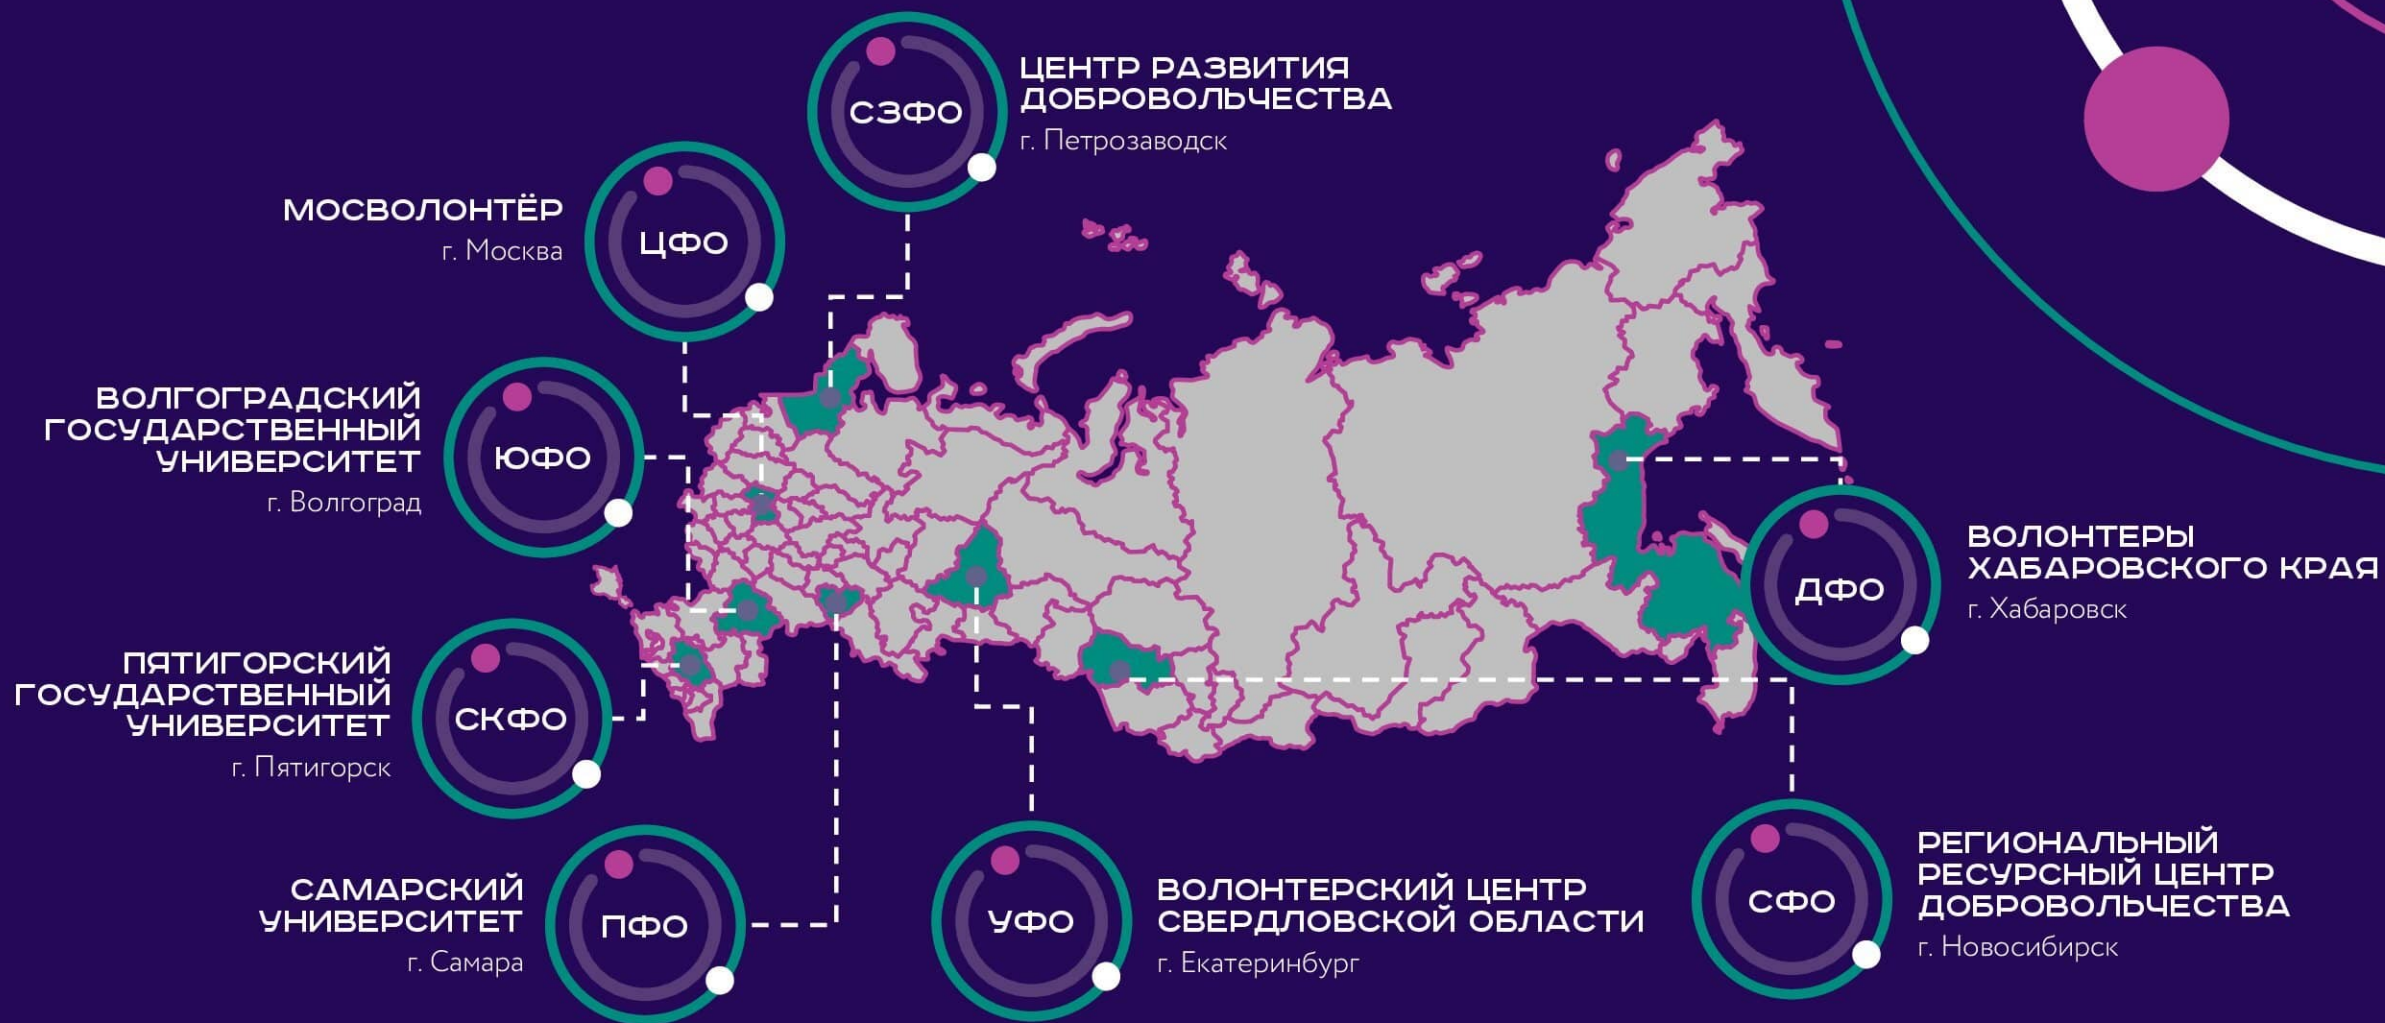 СЗФО
ЦЕНТР РАЗВИТИЯ
ДОБРОВОЛЬЧЕСТВА
г. Петрозаводск
МОСВОЛОНТЁР
г. Москва
ЦФО
ВОЛГОГРАДСКИЙ
ГОСУДАРСТВЕННЫЙ
УНИВЕРСИТЕТ
г. Волгоград
ЮФО
ДФО
ВОЛОНТЕРЫ
ХАБАРОВСКОГО КРАЯ
г. Хабаровск
ПЯТИГОРСКИЙ
ГОСУДАРСТВЕННЫЙ
УНИВЕРСИТЕТ
г. Пятигорск
СКФО
САМАРСКИЙ
УНИВЕРСИТЕТ
г. Самара
ПФО
УФО
ВОЛОНТЕРСКИЙ ЦЕНТР
СВЕРДЛОВСКОЙ ОБЛАСТИ
г. Екатеринбург
СФО
РЕГИОНАЛЬНЫЙ
РЕСУРСНЫЙ ЦЕНТР
ДОБРОВОЛЬЧЕСТВА
г. Новосибирск